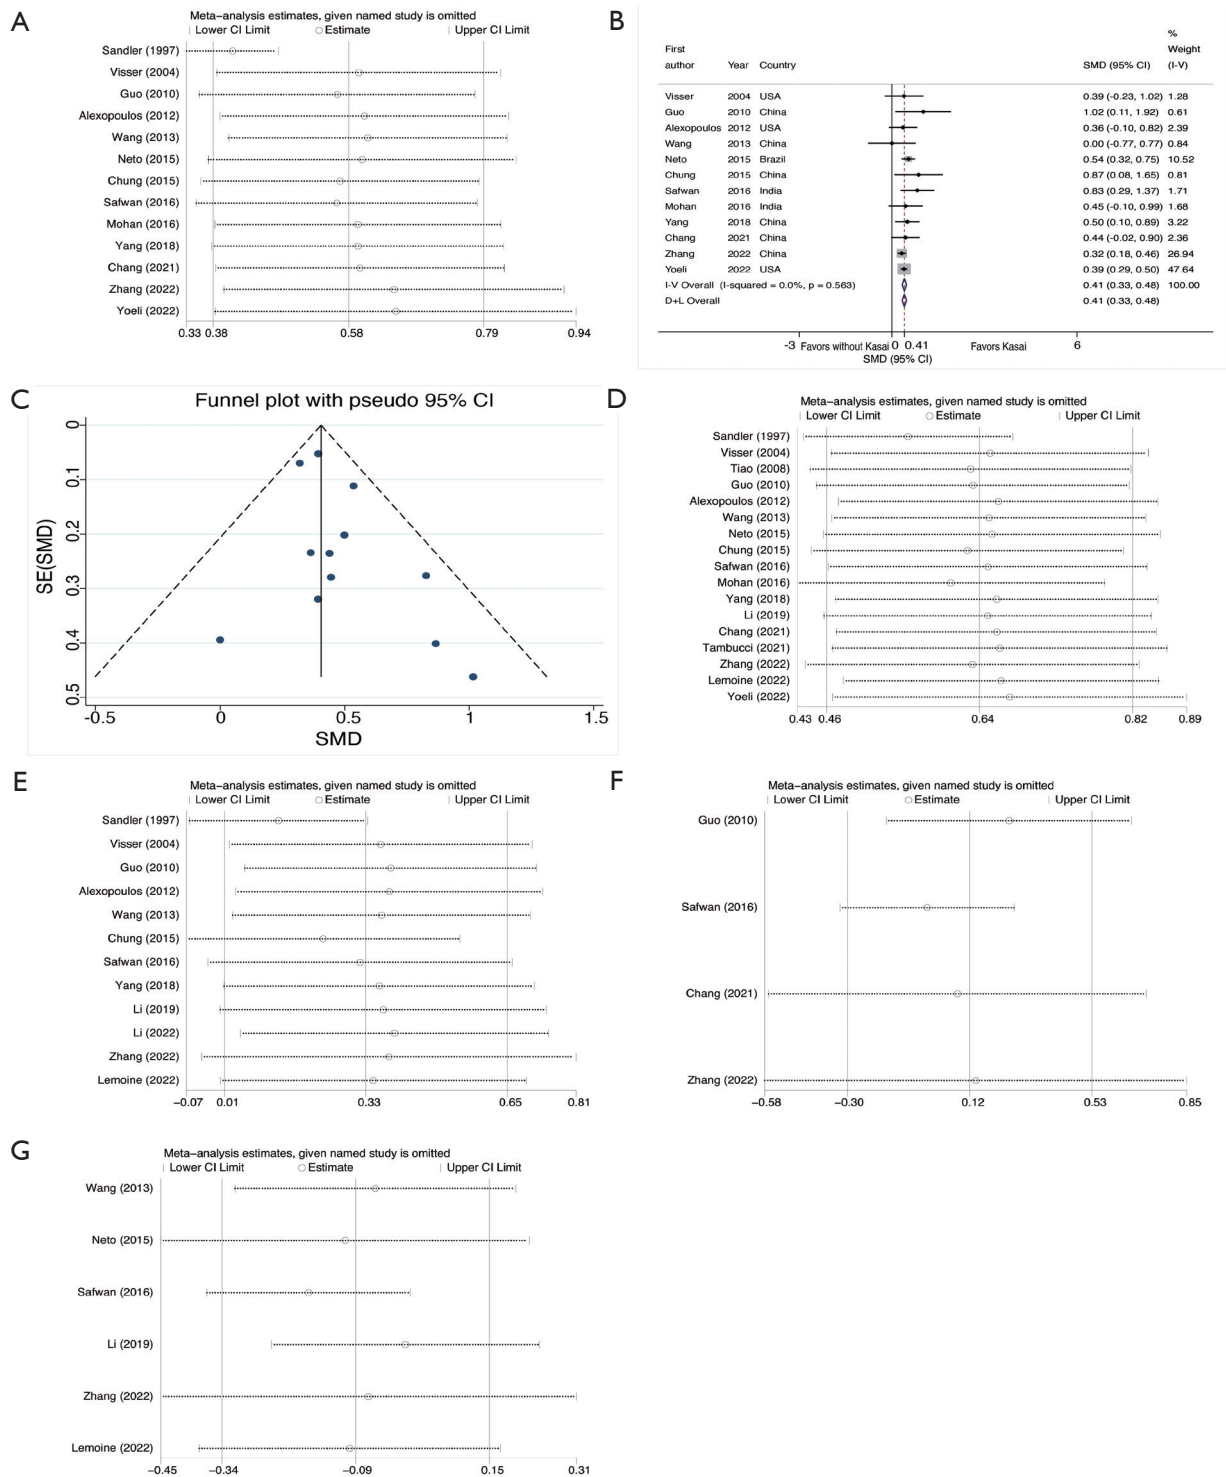 A
Meta−analysis estimates, given named study is omitted
Lower CI Limit Estimate Upper CI Limit
Sandler (1997)
Visser (2004)
Guo (2010)
Alexopoulos (2012)
Wang (2013)
Neto (2015)
Chung (2015)
Safwan (2016)
Mohan (2016)
Yang (2018)
Chang (2021)
Zhang (2022)
Yoeli (2022)
0.33 0.38 0.58 0.79 0.94
B
%
First Weight
author Year Country SMD (95% CI) (I-V)
Visser 2004 USA 0.39 (-0.23, 1.02) 1.28
Guo 2010 China 1.02 (0.11, 1.92) 0.61
Alexopoulos 2012 USA 0.36 (-0.10, 0.82) 2.39
Wang 2013 China 0.00 (-0.77, 0.77) 0.84
Neto 2015 Brazil 0.54 (0.32, 0.75) 10.52
Chung 2015 China 0.87 (0.08, 1.65) 0.81
Safwan 2016 India 0.83 (0.29, 1.37) 1.71
Mohan 2016 India 0.45 (-0.10, 0.99) 1.68
Yang 2018 China 0.50 (0.10, 0.89) 3.22
Chang 2021 China 0.44 (-0.02, 0.90) 2.36
Zhang 2022 China 0.32 (0.18, 0.46) 26.94
Yoeli 2022 USA 0.39 (0.29, 0.50) 47.64
I-V Overall (I-squared = 0.0%, p = 0.563) 0.41 (0.33, 0.48) 100.00
D+L Overall 0.41 (0.33, 0.48)
-3 Favors without Kasai 0 0.41 Favors Kasai 6
SMD (95% CI)
C
Funnel plot with pseudo 95% CI
SE(SMD)
0
0.1
0.2
0.3
0.4
0.5
-0.5 0 0.5 1 1.5
SMD
D
Meta−analysis estimates, given named study is omitted
Lower CI Limit Estimate Upper CI Limit
Sandler (1997)
Visser (2004)
Tiao (2008)
Guo (2010)
Alexopoulos (2012)
Wang (2013)
Neto (2015)
Chung (2015)
Safwan (2016)
Mohan (2016)
Yang (2018)
Li (2019)
Chang (2021)
Tambucci (2021)
Zhang (2022)
Lemoine (2022)
Yoeli (2022)
0.43 0.46 0.64 0.82 0.89
E
Meta−analysis estimates, given named study is omitted
Lower CI Limit Estimate Upper CI Limit
Sandler (1997)
Visser (2004)
Guo (2010)
Alexopoulos (2012)
Wang (2013)
Chung (2015)
Safwan (2016)
Yang (2018)
Li (2019)
Li (2022)
Zhang (2022)
Lemoine (2022)
−0.07 0.01 0.33 0.65 0.81
F
Meta−analysis estimates, given named study is omitted
Lower CI Limit Estimate Upper CI Limit
Guo (2010)
Safwan (2016)
Chang (2021)
Zhang (2022)
−0.58 −0.30 0.12 0.53 0.85
G
Meta−analysis estimates, given named study is omitted
Lower CI Limit Estimate Upper CI Limit
Wang (2013)
Neto (2015)
Safwan (2016)
Li (2019)
Zhang (2022)
Lemoine (2022)
−0.45 −0.34 −0.09 0.15 0.31